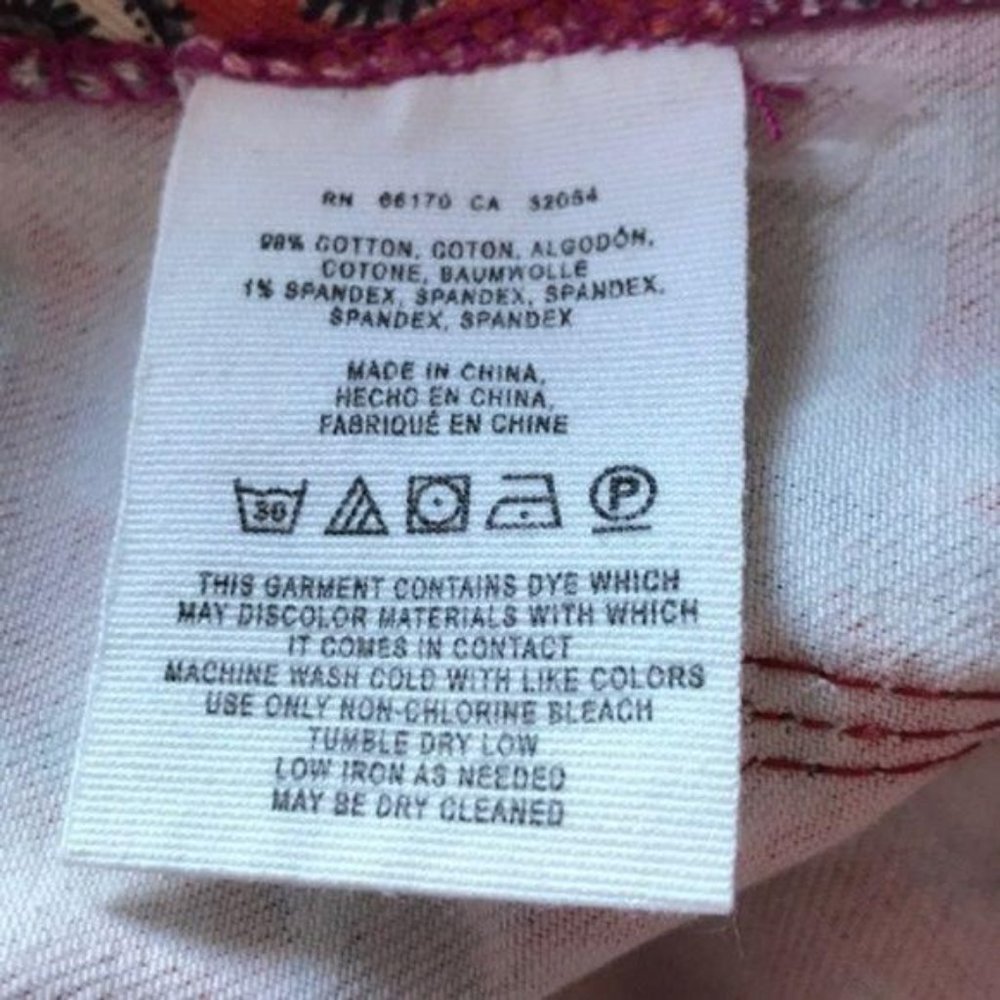 RN 66170 CA 32054
99% COTTON, COTON, ALGODÓN,
COTONE, BAUMWOLLE
1% SPANDEX, SPANDEX, SPANDEX,
SPANDEX, SPANDEX
MADE IN CHINA,
HECHO EN CHINA,
FABRIQUÉ EN CHINE
30
P
THIS GARMENT CONTAINS DYE WHICH
MAY DISCOLOR MATERIALS WITH WHICH
IT COMES IN CONTACT
MACHINE WASH COLD WITH LIKE COLORS
USE ONLY NON-CHLORINE BLEACH
TUMBLE DRY LOW
LOW IRON AS NEEDED
MAY BE DRY CLEANED